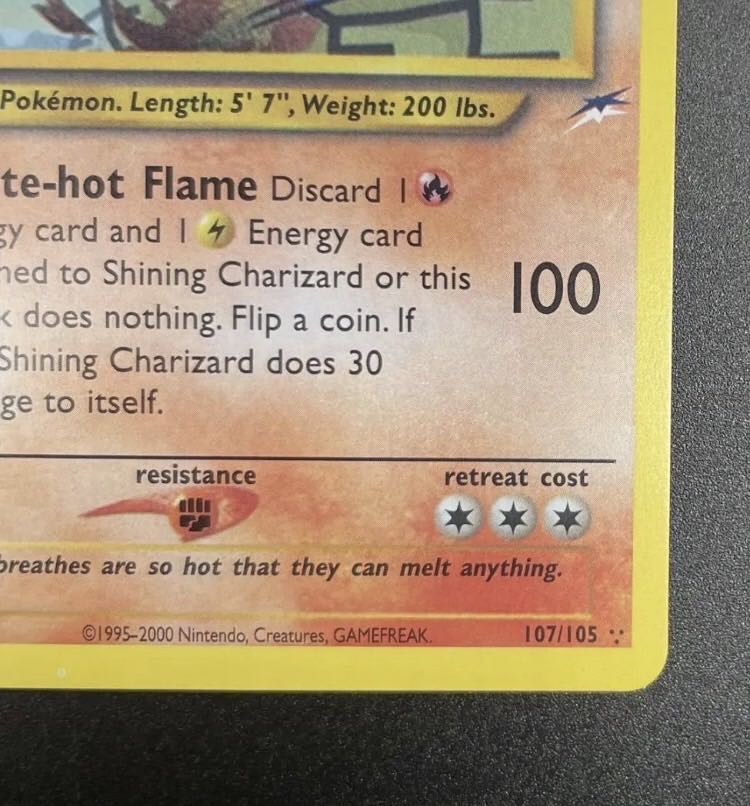 Pokémon. Length: 5' 7", Weight: 200 lbs.
te-hot Flame Discard 1
gy card and 1 Energy card
ned to Shining Charizard or this 100
k does nothing. Flip a coin. If
Shining Charizard does 30
ge to itself.
resistance retreat cost
breathes are so hot that they can melt anything.
©1995–2000 Nintendo, Creatures, GAMEFREAK. 107/105